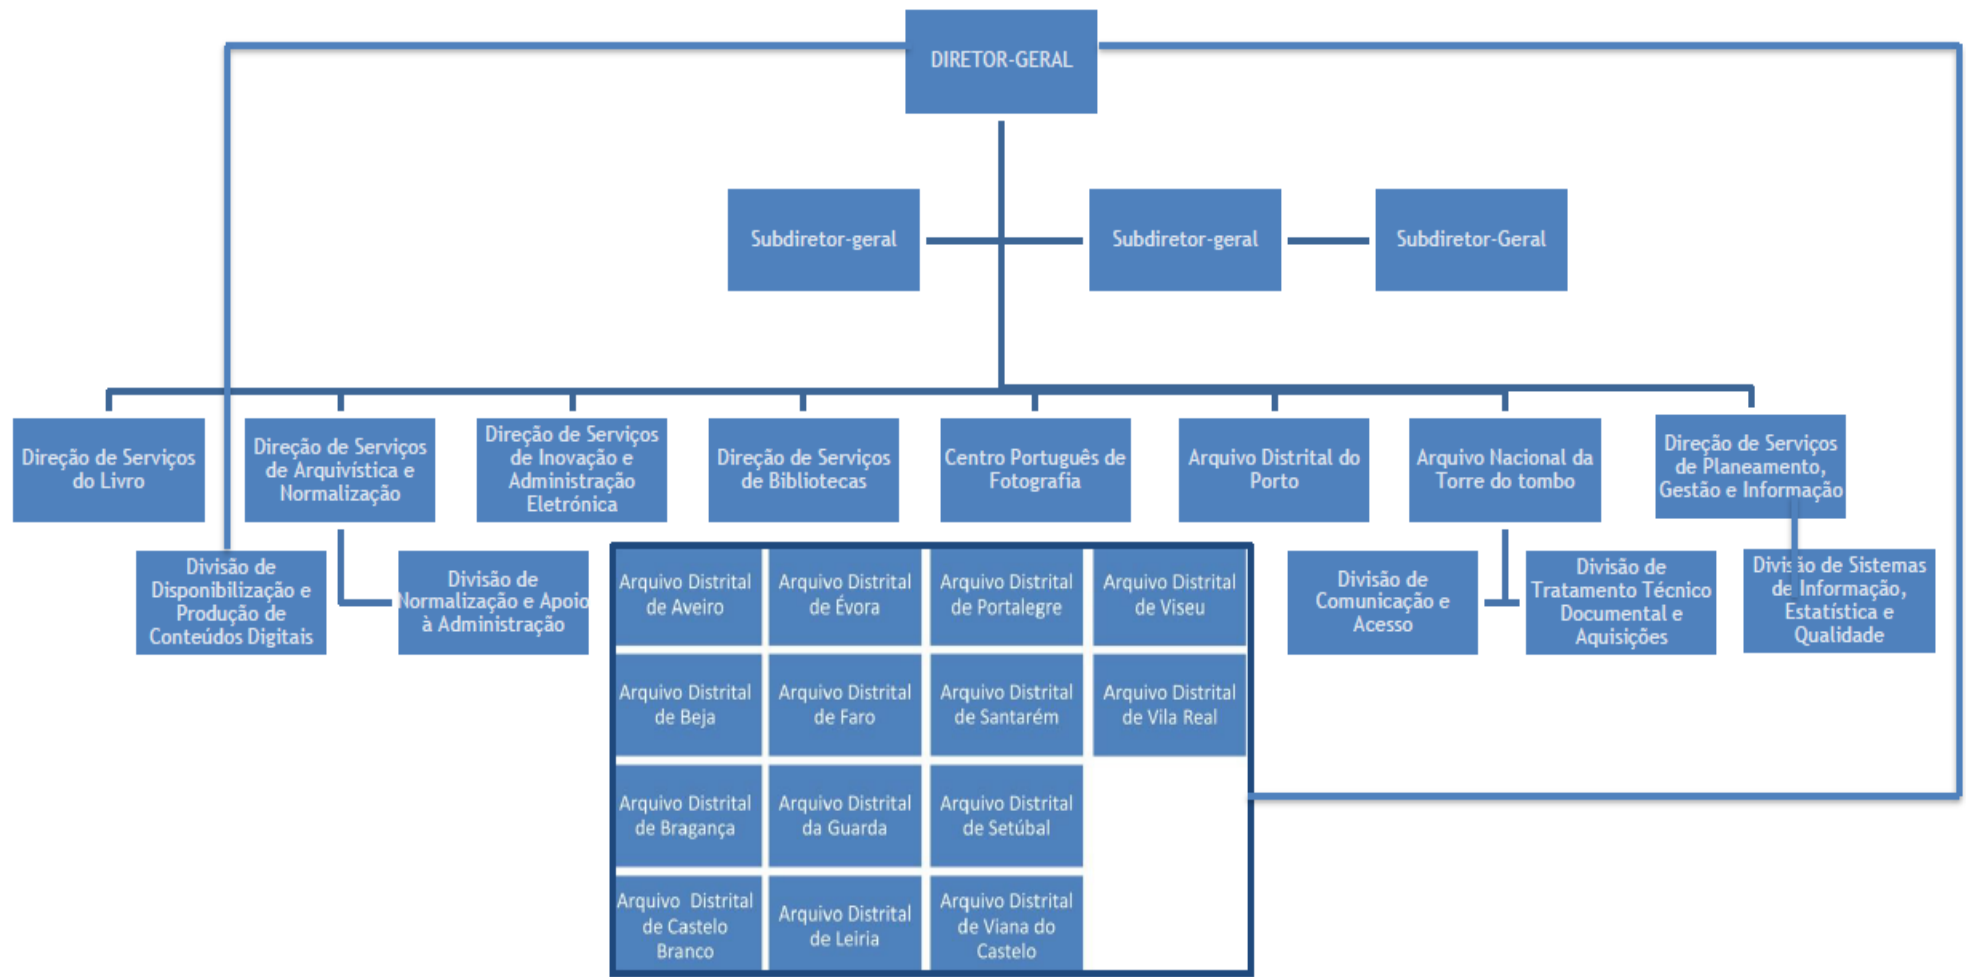 DIRETOR-GERAL
Subdiretor-geral
Subdiretor-geral
Subdiretor-Geral
Direção de Serviços
do Livro
Direção de Serviços
de Arquivística e
Normalização
Direção de Serviços
de Inovação e
Administração
Eletrónica
Direção de Serviços
de Bibliotecas
Centro Português de
Fotografia
Arquivo Distrital do
Porto
Arquivo Nacional da
Torre do tombo
Direção de Serviços
de Planeamento,
Gestão e Informação
Divisão de
Disponibilização e
Produção de
Conteúdos Digitais
Divisão de
Normalização e Apoio
à Administração
Arquivo Distrital
de Aveiro
Arquivo Distrital
de Évora
Arquivo Distrital
de Portalegre
Arquivo Distrital
de Viseu
Divisão de
Comunicação e
Acesso
Divisão de
Tratamento Técnico
Documental e
Aquisições
Divisão de Sistemas
de Informação,
Estatística e
Qualidade
Arquivo Distrital
de Beja
Arquivo Distrital
de Faro
Arquivo Distrital
de Santarém
Arquivo Distrital
de Vila Real
Arquivo Distrital
de Bragança
Arquivo Distrital
da Guarda
Arquivo Distrital
de Setúbal
Arquivo Distrital
de Castelo
Branco
Arquivo Distrital
de Leiria
Arquivo Distrital
de Viana do
Castelo